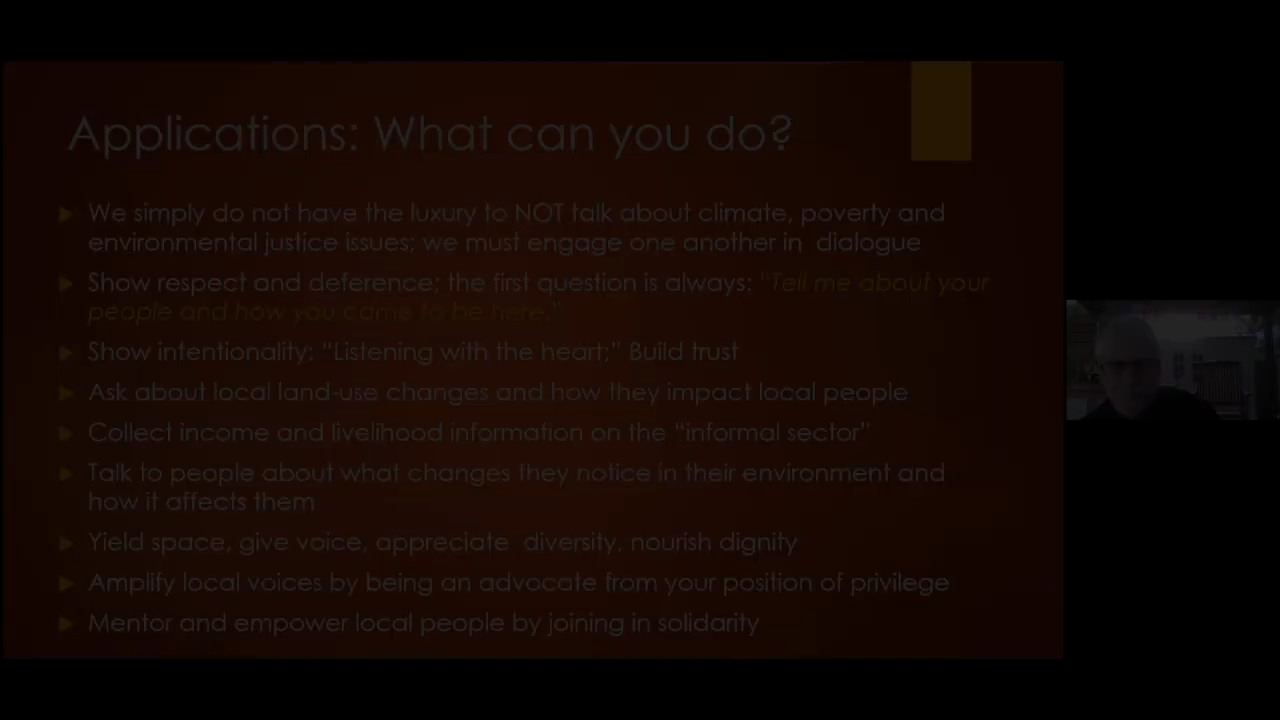 Applications: What can you do?
We simply do not have the luxury to NOT talk about climate, poverty and
environmental justice issues; we must engage one another in  dialogue
Show respect and deference; the first question is always: "Tell me about your
people and how you came to be here."
Show intentionality: "Listening with the heart;" Build trust
Ask about local land-use changes and how they impact local people
Collect income and livelihood information on the "informal sector"
Talk to people about what changes they notice in their environment and
how it affects them
Yield space, give voice, appreciate  diversity, nourish dignity
Amplify local voices by being an advocate from your position of privilege
Mentor and empower local people by joining in solidarity